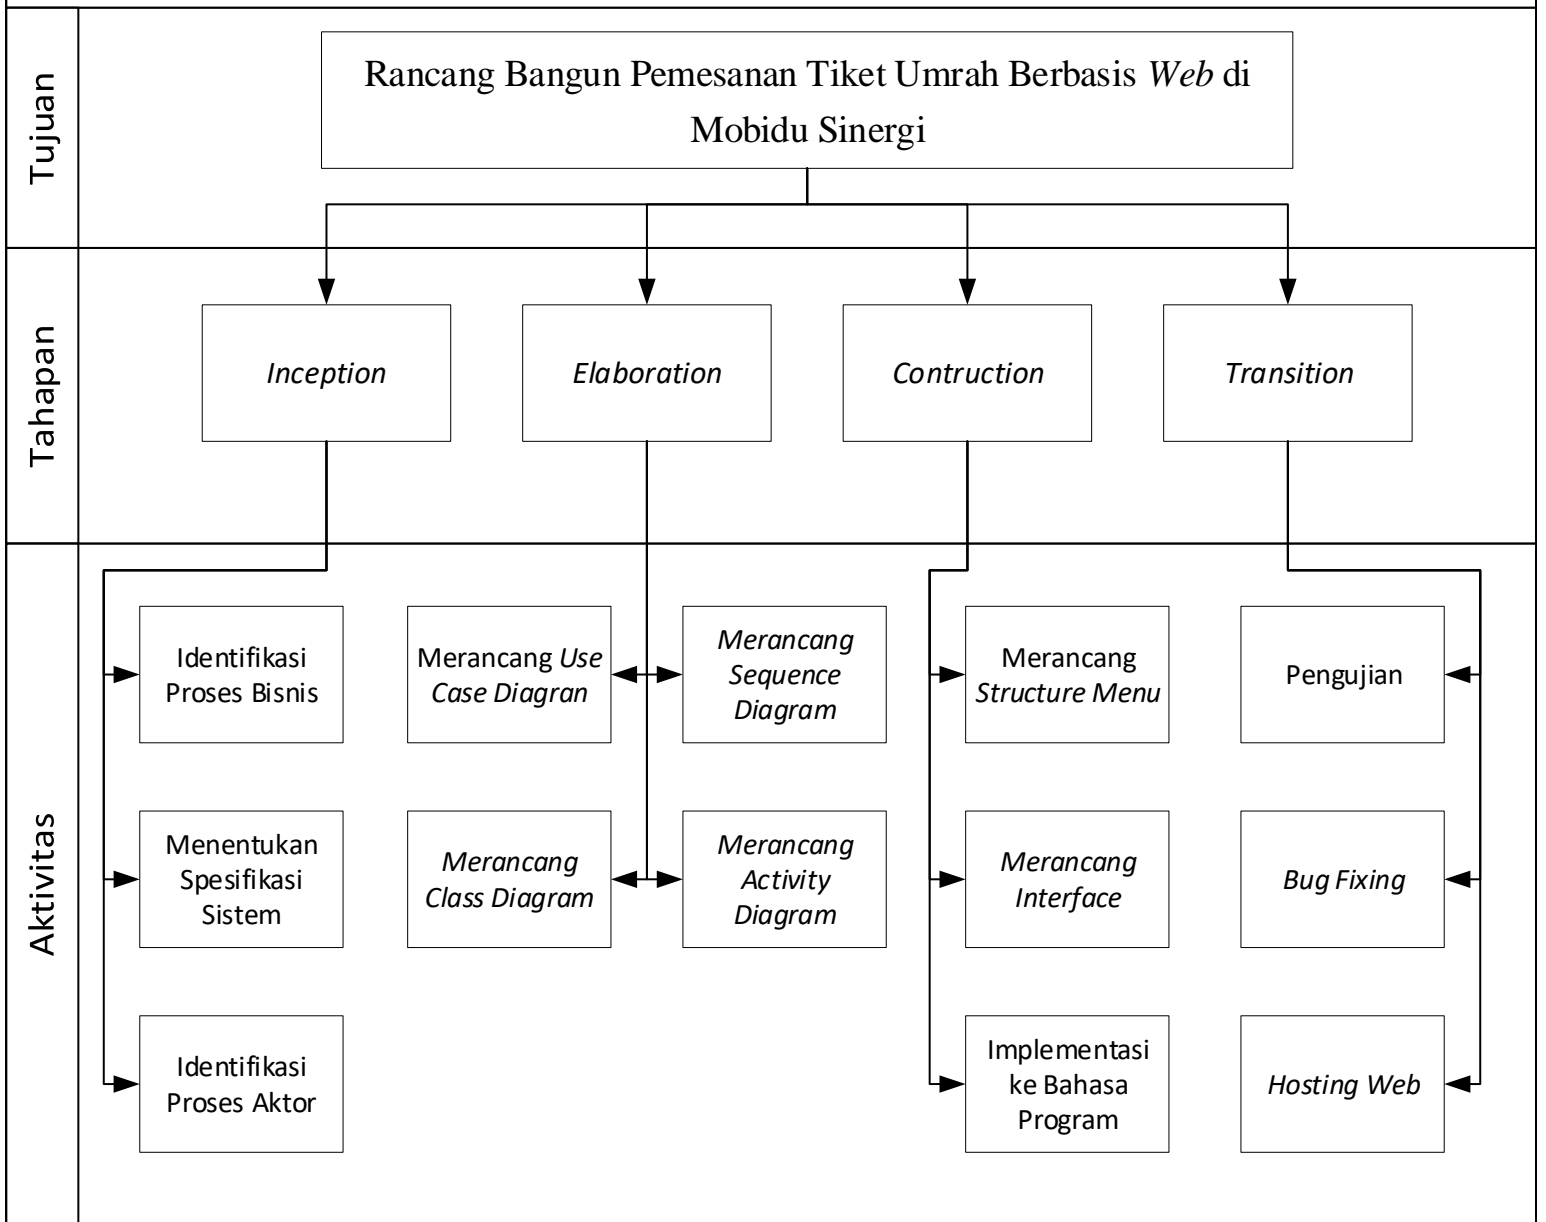 Tujuan
Rancang Bangun Pemesanan Tiket Umrah Berbasis Web di
Mobidu Sinergi
Tahapan
Inception
Elaboration
Contruction
Transition
Aktivitas
Identifikasi
Proses Bisnis
Merancang Use
Case Diagran
Merancang
Sequence
Diagram
Merancang
Structure Menu
Pengujian
Menentukan
Spesifikasi
Sistem
Merancang
Class Diagram
Merancang
Activity
Diagram
Merancang
Interface
Bug Fixing
Identifikasi
Proses Aktor
Implementasi
ke Bahasa
Program
Hosting Web